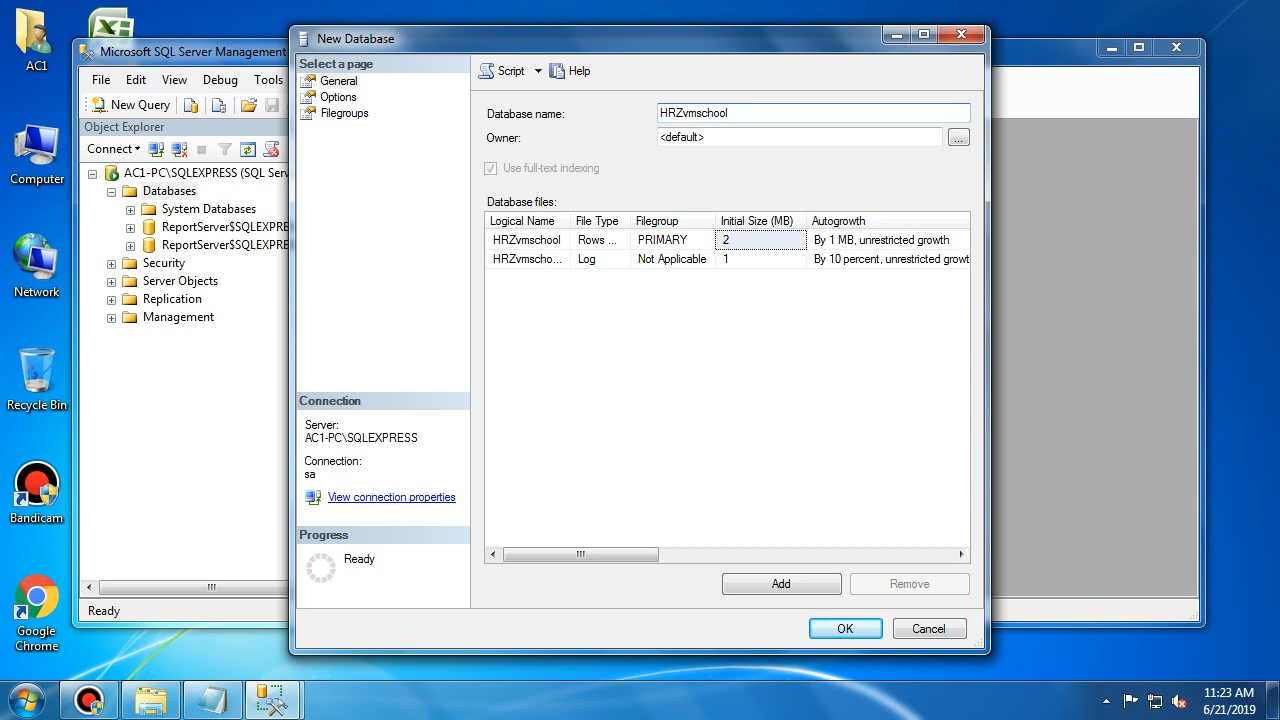 AC1
Computer
Network
Recycle Bin
Bandicam
Google
Chrome
Microsoft SQL Server Management
File Edit View Debug Tools
New Query
Object Explorer
Connect
AC1-PC\SQLEXPRESS (SQL Serv
Databases
System Databases
ReportServer$SQLEXPRE
ReportServer$SQLEXPRE
Security
Server Objects
Replication
Management
Ready
New Database
Select a page
General
Options
Filegroups
Connection
Server:
AC1-PC\SQLEXPRESS
Connection:
sa
View connection properties
Progress
Ready
Script Help
Database name: HRZvmschool
Owner: <default>
...
Use full-text indexing
Database files:
Logical Name File Type Filegroup Initial Size (MB) Autogrowth
HRZvmschool Rows ... PRIMARY 2 By 1 MB, unrestricted growth
HRZvmscho... Log Not Applicable 1 By 10 percent, unrestricted growt
Add Remove
OK Cancel
11:23 AM
6/21/2019